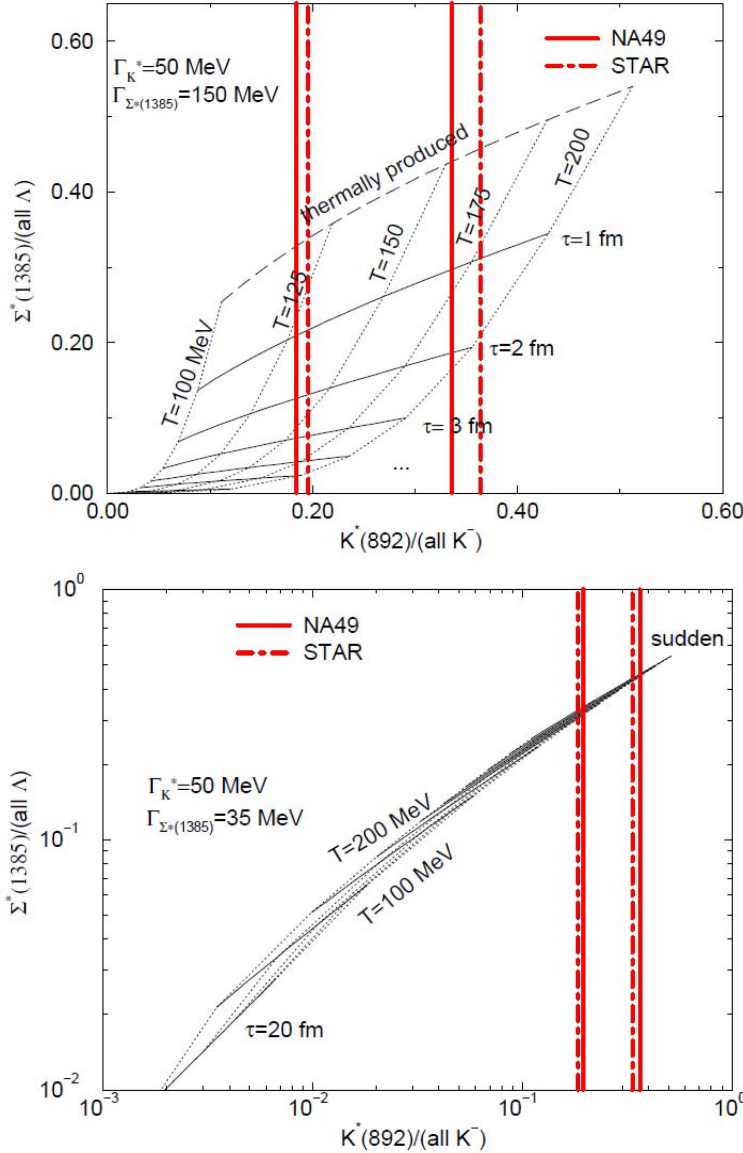 0.60
0.40
0.20
0.00
Σ*(1385)/(all Λ)
Γ_K*=50 MeV
Γ_Σ*(1385)=150 MeV
NA49
STAR
thermally produced
T=100 MeV
T=125
T=150
T=175
T=200
τ=1 fm
τ=2 fm
τ= 3 fm
...
0.00 0.20 0.40 0.60
K*(892)/(all K⁻)
10⁰
10⁻¹
10⁻²
Σ*(1385)/(all Λ)
NA49
STAR
sudden
Γ_K*=50 MeV
Γ_Σ*(1385)=35 MeV
T=200 MeV
T=100 MeV
τ=20 fm
10⁻³ 10⁻² 10⁻¹ 10⁰
K*(892)/(all K⁻)